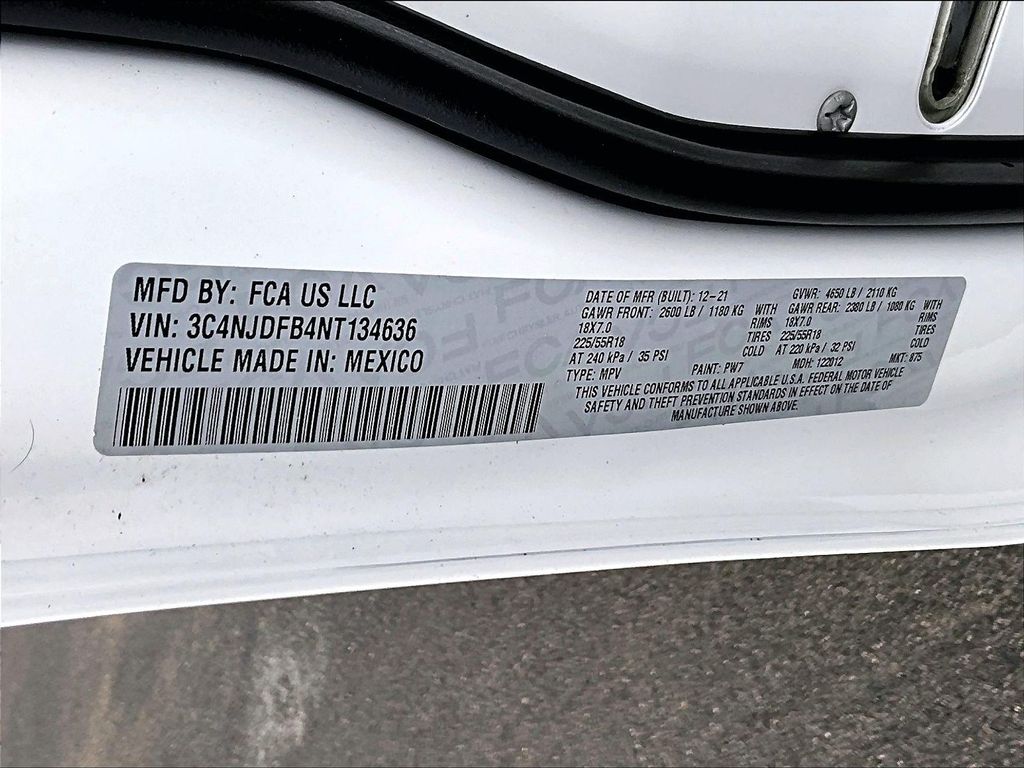 MFD BY: FCA US LLC
VIN: 3C4NJDFB4NT134636
VEHICLE MADE IN: MEXICO
DATE OF MFR (BUILT): 12-21 GVWR: 4650 LB / 2110 KG
GAWR FRONT: 2600 LB / 1180 KG GAWR REAR: 2380 LB / 1080 KG
18X7.0 RIMS 18X7.0 RIMS
225/55R18 TIRES 225/55R18 TIRES
AT 240 kPa / 35 PSI COLD AT 220 kPa / 32 PSI COLD
TYPE: MPV PAINT: PW7 MDH: 122012 MKT: 875
THIS VEHICLE CONFORMS TO ALL APPLICABLE U.S.A. FEDERAL MOTOR VEHICLE
SAFETY AND THEFT PREVENTION STANDARDS IN EFFECT ON THE DATE OF
MANUFACTURE SHOWN ABOVE.